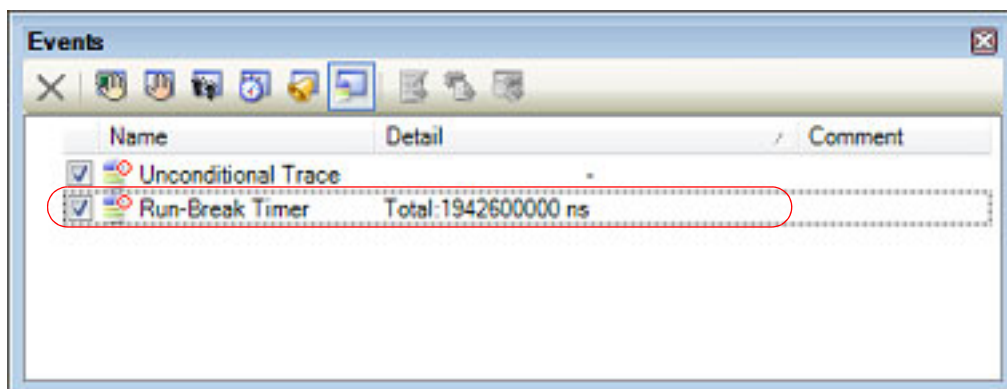 Events
Name Detail Comment
Unconditional Trace -
Run-Break Timer Total:1942600000 ns